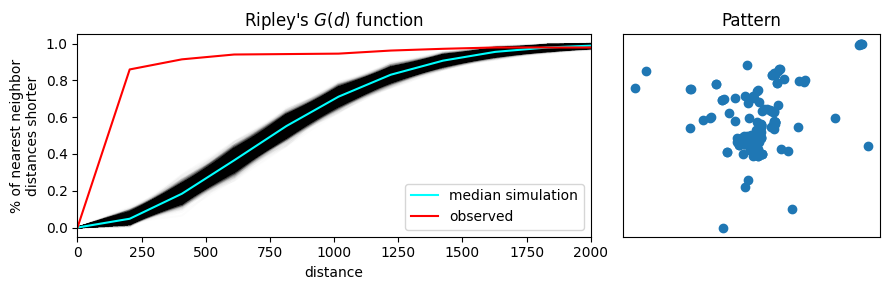 Ripley's G(d) function
Pattern
% of nearest neighbor
distances shorter
1.0
0.8
0.6
0.4
0.2
0.0
median simulation
observed
0 250 500 750 1000 1250 1500 1750 2000
distance